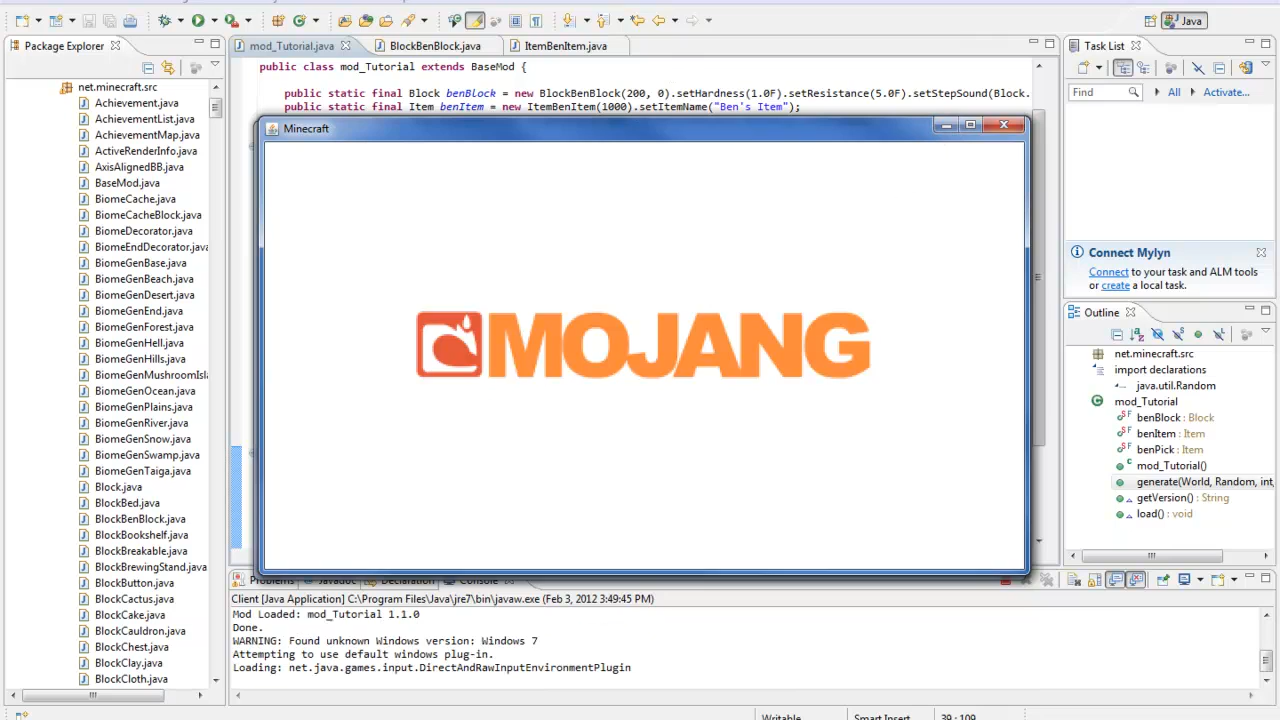 Java
Package Explorer
mod_Tutorial.java
BlockBenBlock.java
ItemBenItem.java
Task List
net.minecraft.src
Achievement.java
AchievementList.java
AchievementMap.java
ActiveRenderInfo.java
AxisAlignedBB.java
BaseMod.java
BiomeCache.java
BiomeCacheBlock.java
BiomeDecorator.java
BiomeEndDecorator.java
BiomeGenBase.java
BiomeGenBeach.java
BiomeGenDesert.java
BiomeGenEnd.java
BiomeGenForest.java
BiomeGenHell.java
BiomeGenHills.java
BiomeGenMushroomIsla
BiomeGenOcean.java
BiomeGenPlains.java
BiomeGenRiver.java
BiomeGenSnow.java
BiomeGenSwamp.java
BiomeGenTaiga.java
Block.java
BlockBed.java
BlockBenBlock.java
BlockBookshelf.java
BlockBreakable.java
BlockBrewingStand.java
BlockButton.java
BlockCactus.java
BlockCake.java
BlockCauldron.java
BlockChest.java
BlockClay.java
BlockCloth.java
public class mod_Tutorial extends BaseMod {
public static final Block benBlock = new BlockBenBlock(200, 0).setHardness(1.0F).setResistance(5.0F).setStepSound(Block.
public static final Item benItem = new ItemBenItem(1000).setItemName("Ben's Item");
Minecraft
MOJANG
Find
All
Activate...
Connect Mylyn
Connect to your task and ALM tools
or create a local task.
Outline
net.minecraft.src
import declarations
java.util.Random
mod_Tutorial
benBlock : Block
benItem : Item
benPick : Item
mod_Tutorial()
generate(World, Random, int,
getVersion() : String
load() : void
Problems
Javadoc
Declaration
Console
Client [Java Application] C:\Program Files\Java\jre7\bin\javaw.exe (Feb 3, 2012 3:49:45 PM)
Mod Loaded: mod_Tutorial 1.1.0
Done.
WARNING: Found unknown Windows version: Windows 7
Attempting to use default windows plug-in.
Loading: net.java.games.input.DirectAndRawInputEnvironmentPlugin
Writable
Smart Insert
39 : 109